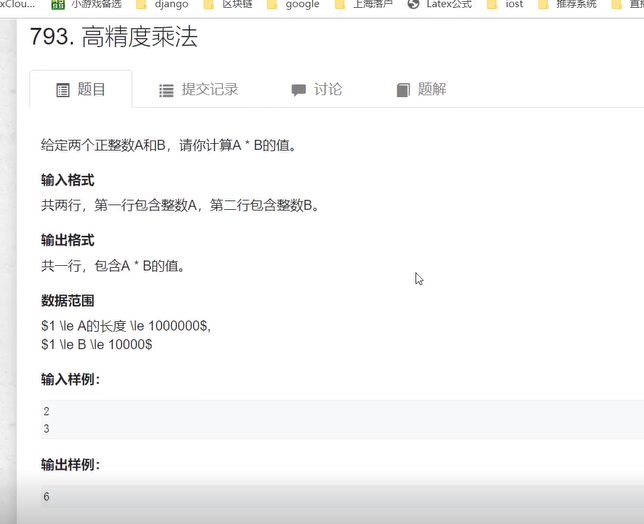 xClou... 小游戏备选 django 区块链 google 上海落户 Latex公式 iost 推荐系统
793. 高精度乘法
题目 提交记录 讨论 题解
给定两个正整数A和B，请你计算A * B的值。
输入格式
共两行，第一行包含整数A，第二行包含整数B。
输出格式
共一行，包含A * B的值。
数据范围
$1 \le A的长度 \le 1000000$,
$1 \le B \le 10000$
输入样例：
2
3
输出样例：
6